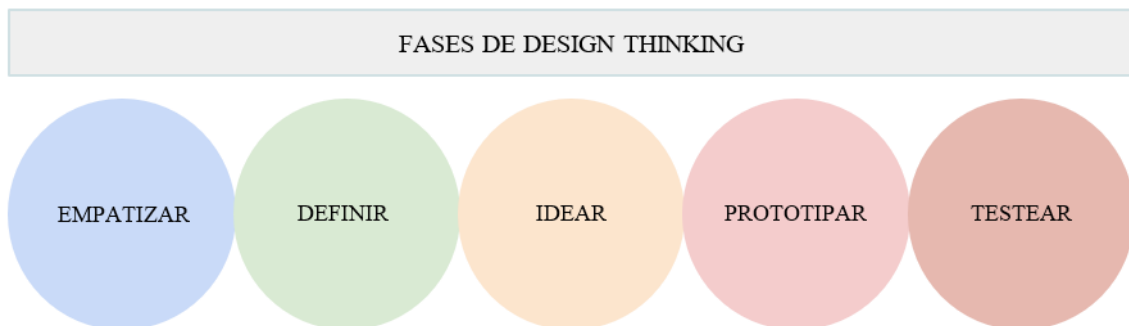 FASES DE DESIGN THINKING
EMPATIZAR
DEFINIR
IDEAR
PROTOTIPAR
TESTEAR